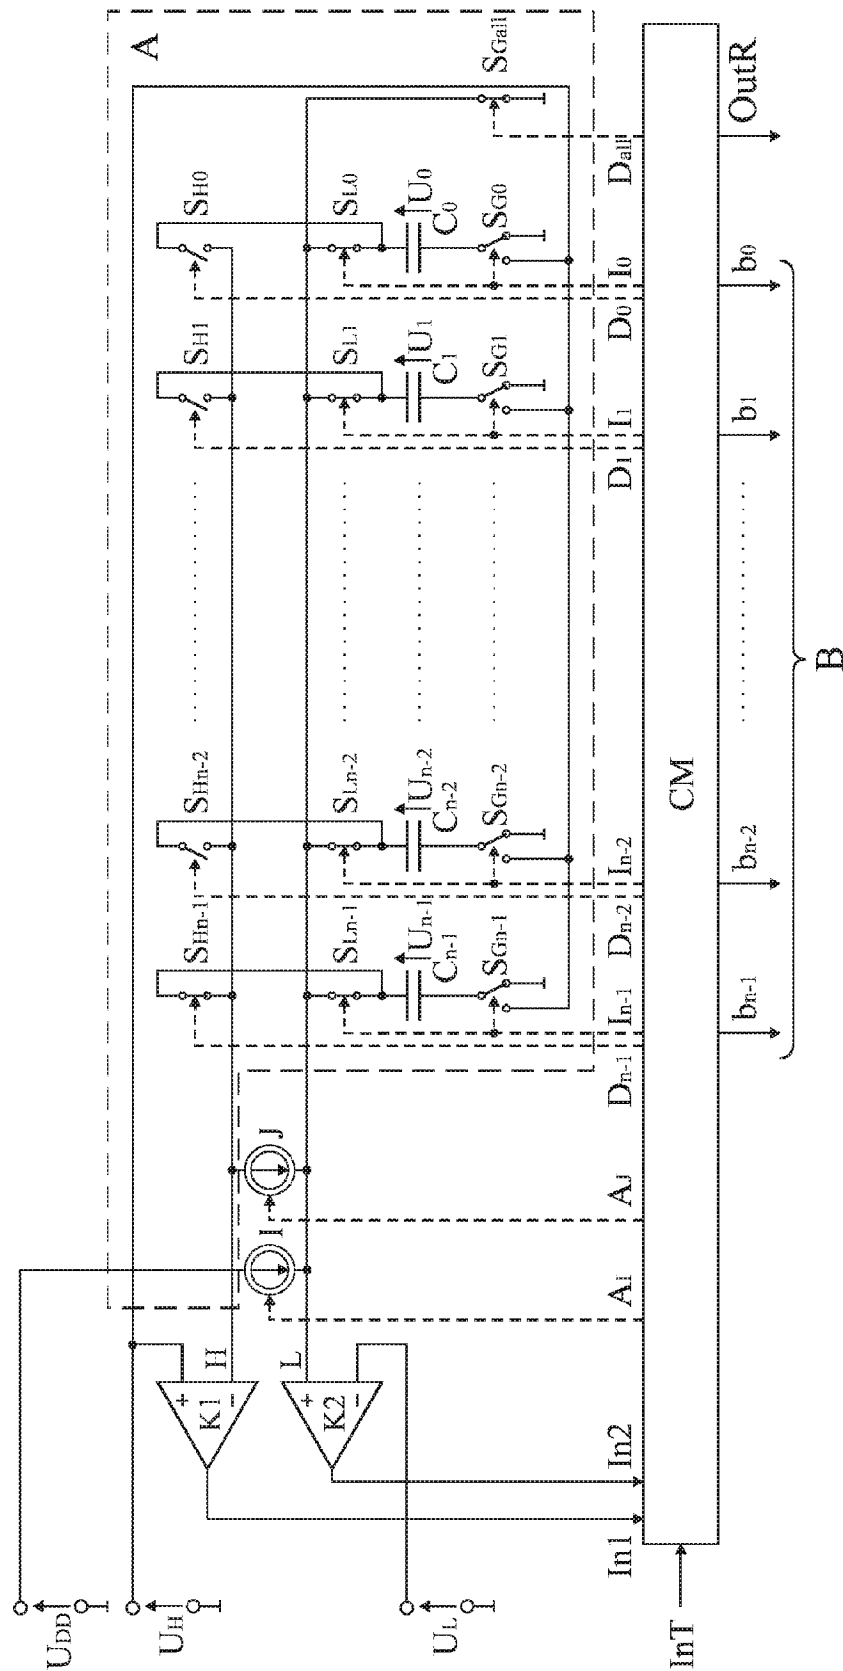 A
SH0 SH1 SHn-2 SHn-1
SL0 SL1 SLn-2 SLn-1
U0 U1 Un-2 Un-1
C0 C1 Cn-2 Cn-1
SGall SG0 SG1 SGn-2 SGn-1
J
I
H
L
K1
+
−
K2
+
−
UDD
UH
UL
In1
In2
InT
AI
AJ
Dn-1
In-1
Dn-2
In-2
D1
I1
D0
I0
Dall
CM
OutR
bn-1
bn-2
b1
b0
B